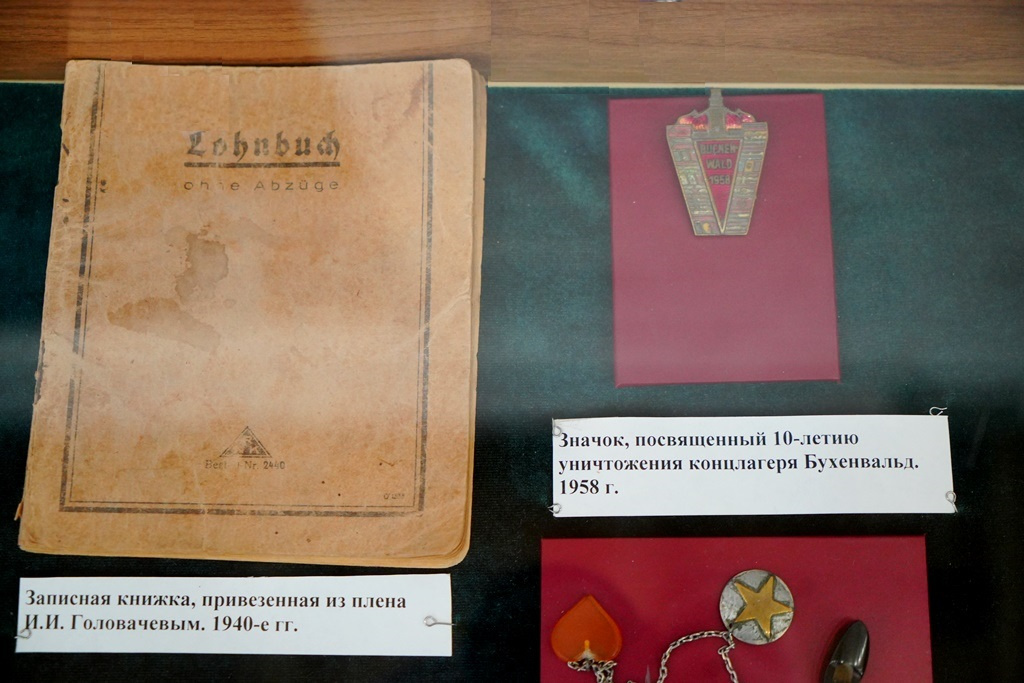 Lohnbuch
ohne Abzüge
Best. Nr. 2440
Записная книжка, привезенная из плена
И.И. Головачевым. 1940-е гг.
BUCHEN
WALD
1958
Значок, посвященный 10-летию
уничтожения концлагеря Бухенвальд.
1958 г.